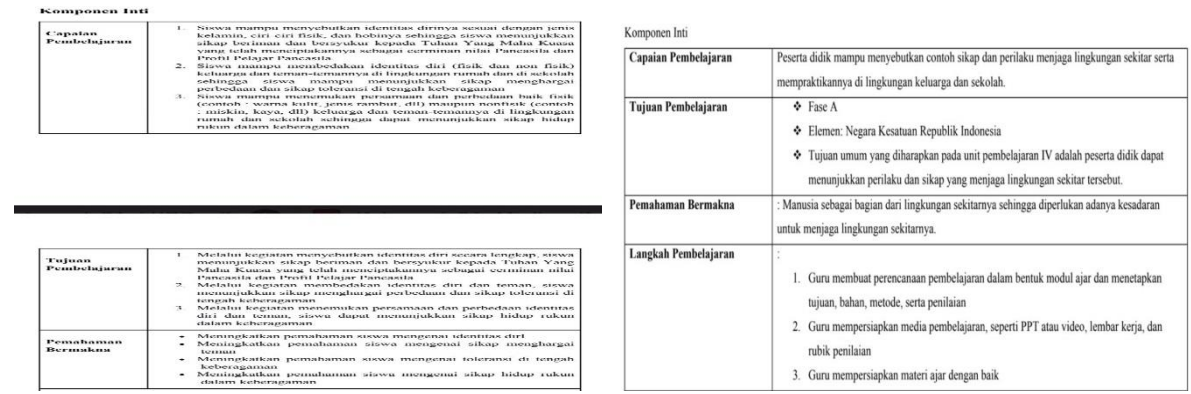 Komponen Inti
Capaian
Pembelajaran
1. Siswa mampu menyebutkan identitas dirinya sesuai dengan jenis
kelamin, ciri-ciri fisik, dan hobinya sehingga siswa menunjukkan
sikap beriman dan bersyukur kepada Tuhan Yang Maha Kuasa
yang telah menciptakannya sebagai cerminan nilai Pancasila dan
Profil Pelajar Pancasila.
2. Siswa mampu membedakan identitas diri (fisik dan non fisik)
keluarga dan teman-temannya di lingkungan rumah dan di sekolah
sehingga siswa mampu menunjukkan sikap menghargai
perbedaan dan sikap toleransi di tengah keberagaman
3. Siswa mampu menemukan persamaan dan perbedaan baik fisik
(contoh : warna kulit, jenis rambut, dll) maupun nonfisik (contoh
: miskin, kaya, dll) keluarga dan teman-temannya di lingkungan
rumah dan sekolah sehingga dapat menunjukkan sikap hidup
rukun dalam keberagaman
Tujuan
Pembelajaran
1. Melalui kegiatan menyebutkan identitas diri secara lengkap, siswa
menunjukkan sikap beriman dan bersyukur kepada Tuhan Yang
Maha Kuasa yang telah menciptakannya sebagai cerminan nilai
Pancasila dan Profil Pelajar Pancasila
2. Melalui kegiatan membedakan identitas diri dan teman, siswa
menunjukkan sikap menghargai perbedaan dan sikap toleransi di
tengah keberagaman
3. Melalui kegiatan menemukan persamaan dan perbedaan identitas
diri dan teman, siswa dapat menunjukkan sikap hidup rukun
dalam keberagaman
Pemahaman
Bermakna
• Meningkatkan pemahaman siswa mengenai identitas diri
• Meningkatkan pemahaman siswa mengenai sikap menghargai
teman
• Meningkatkan pemahaman siswa mengenai toleransi di tengah
keberagaman
• Meningkatkan pemahaman siswa mengenai sikap hidup rukun
dalam keberagaman
Komponen Inti
Capaian Pembelajaran
Peserta didik mampu menyebutkan contoh sikap dan perilaku menjaga lingkungan sekitar serta
mempraktikannya di lingkungan keluarga dan sekolah.
Tujuan Pembelajaran
❖ Fase A
❖ Elemen: Negara Kesatuan Republik Indonesia
❖ Tujuan umum yang diharapkan pada unit pembelajaran IV adalah peserta didik dapat
menunjukkan perilaku dan sikap yang menjaga lingkungan sekitar tersebut.
Pemahaman Bermakna
: Manusia sebagai bagian dari lingkungan sekitarnya sehingga diperlukan adanya kesadaran
untuk menjaga lingkungan sekitarnya.
Langkah Pembelajaran
:
1. Guru membuat perencanaan pembelajaran dalam bentuk modul ajar dan menetapkan
tujuan, bahan, metode, serta penilaian
2. Guru mempersiapkan media pembelajaran, seperti PPT atau video, lembar kerja, dan
rubik penilaian
3. Guru mempersiapkan materi ajar dengan baik